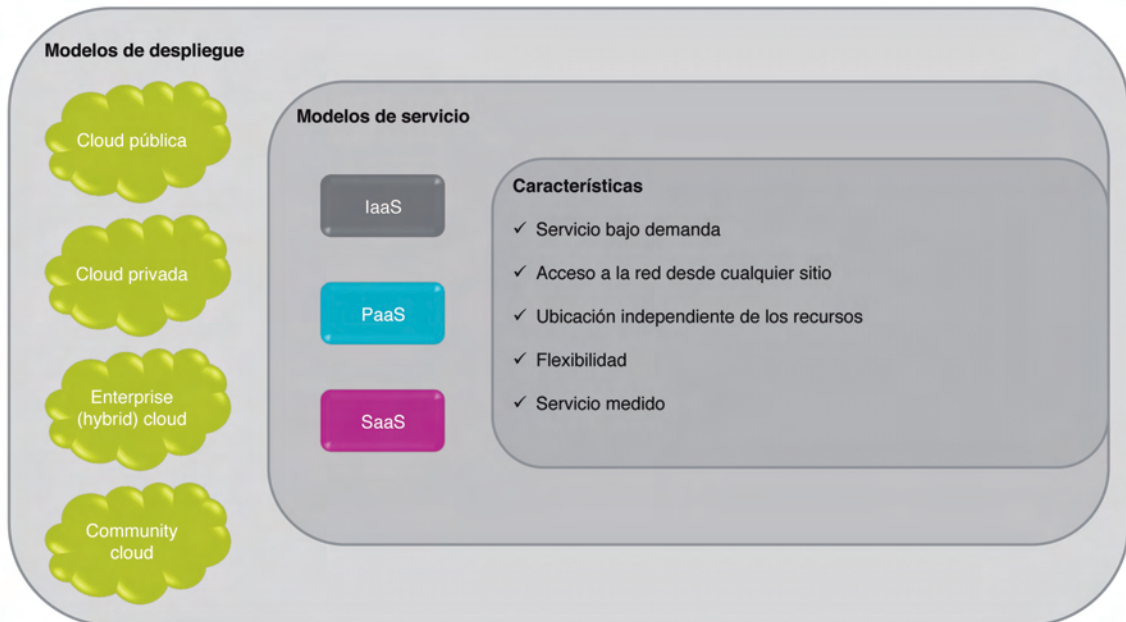 Modelos de despliegue
Cloud pública
Cloud privada
Enterprise
(hybrid) cloud
Community
cloud
Modelos de servicio
IaaS
PaaS
SaaS
Característícas
✓ Servicio bajo demanda
✓ Acceso a la red desde cualquier sitio
✓ Ubicación independiente de los recursos
✓ Flexibilidad
✓ Servicio medido